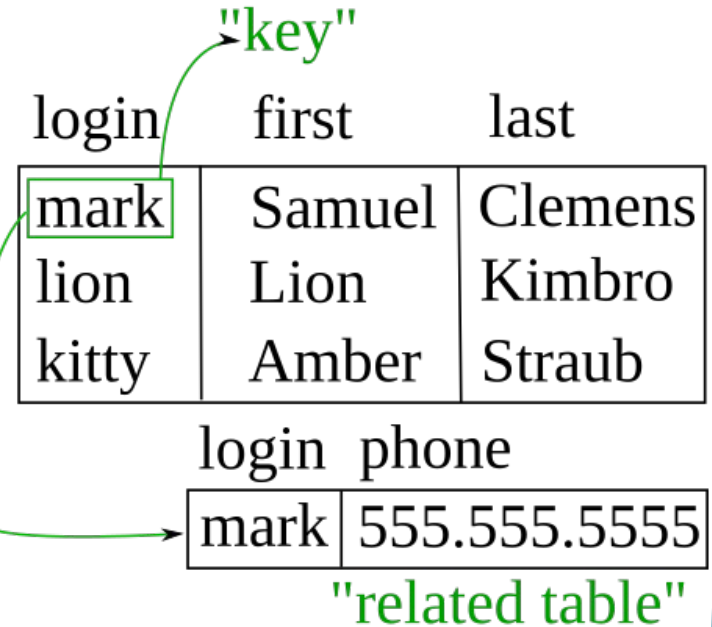 "key"
login first last
mark Samuel Clemens
lion Lion Kimbro
kitty Amber Straub
login phone
mark 555.555.5555
"related table"